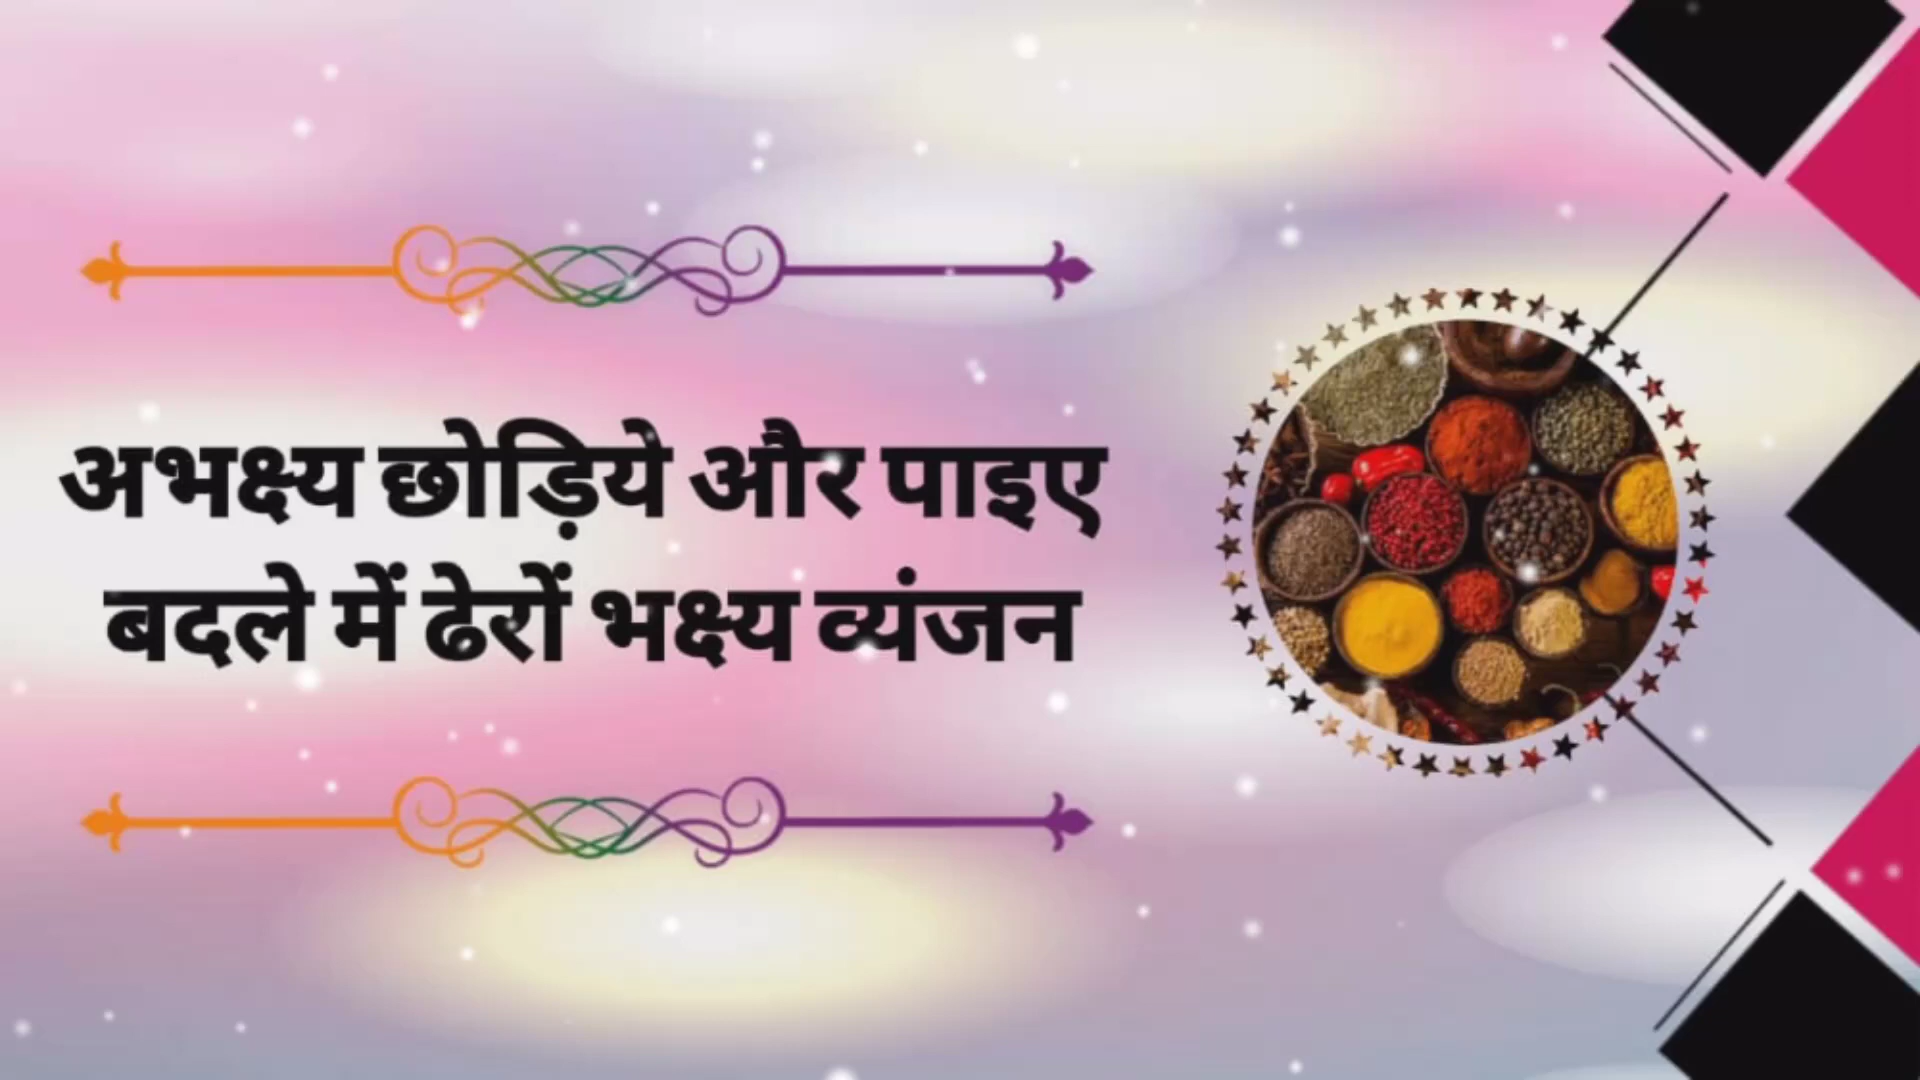 अभक्ष्य छोड़िये और पाइए
बदले में ढेरों भक्ष्य व्यंजन